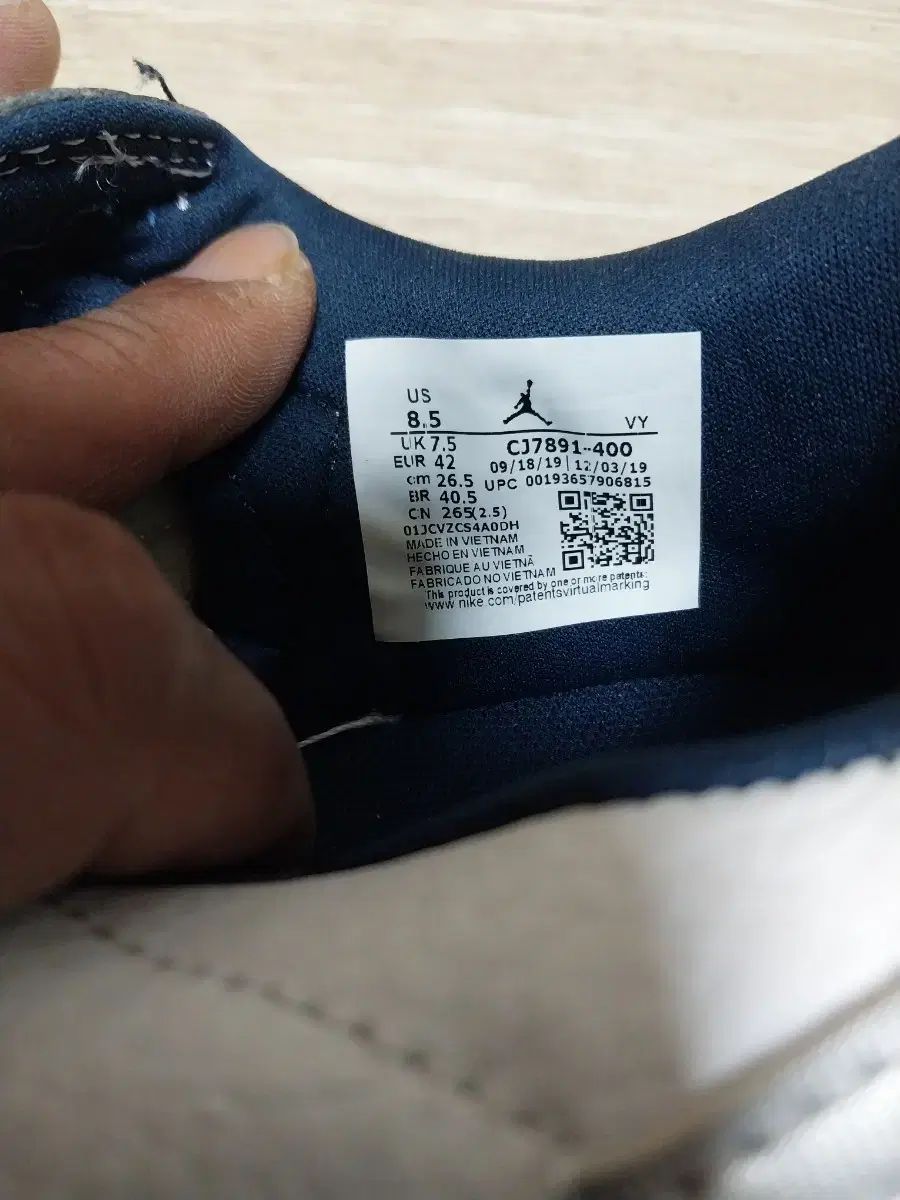 US
8.5
VY
UK 7.5 CJ7891-400
EUR 42 09/18/19 | 12/03/19
cm 26.5 UPC 00193657906815
BR 40.5
CN 265(2.5)
01JCVZCS4A0DH
MADE IN VIETNAM
HECHO EN VIETNAM
FABRIQUE AU VIETNA
FABRICADO NO VIETNAM
This product is covered by one or more patents:
www.nike.com/patentsvirtualmarking